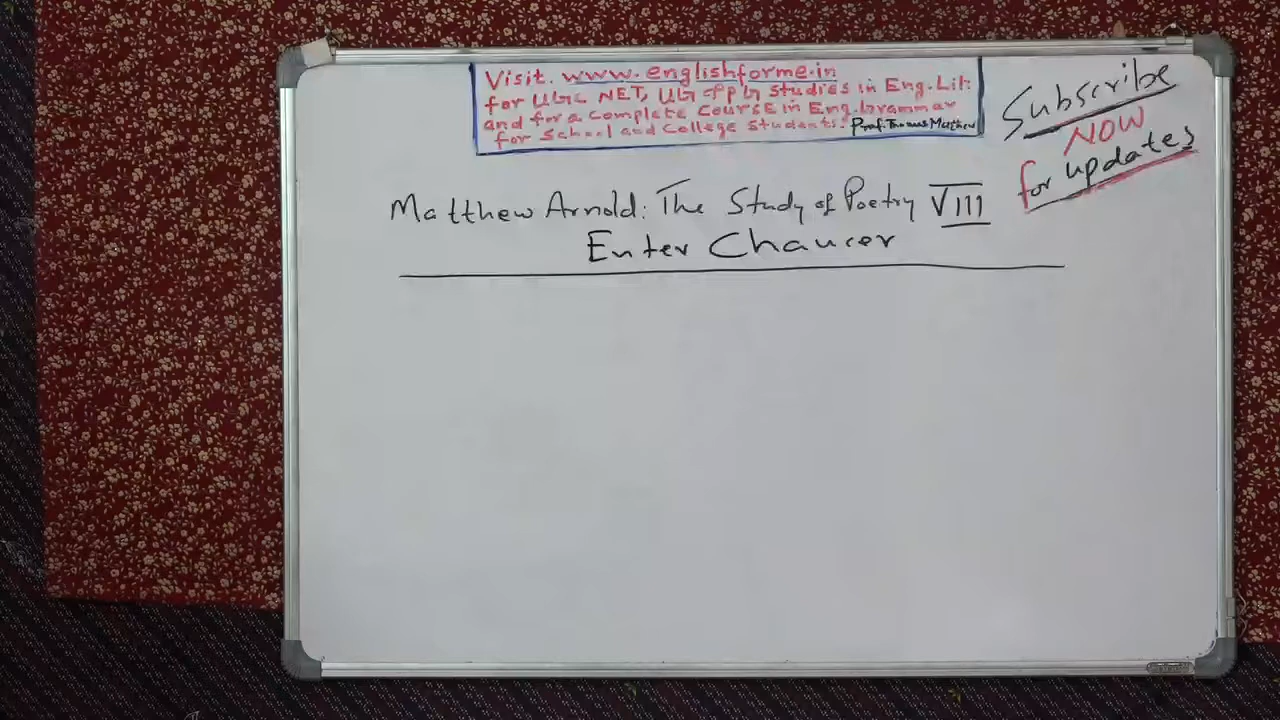 Visit. www.englishforme.in
for UGC NET, UG & PG studies in Eng. Lit.
and for a complete course in Eng. Grammar
for School and College Students. Prof. Thomas Mathew
Subscribe
NOW
for updates
Matthew Arnold: The Study of Poetry VIII
Enter Chaucer